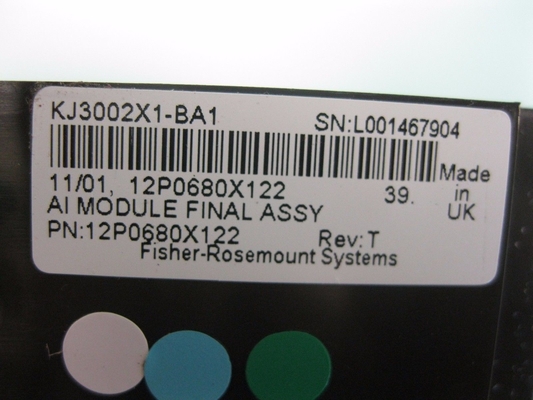 KJ3002X1-BA1 SN:L001467904
11/01, 12P0680X122 39.
AI MODULE FINAL ASSY
PN:12P0680X122 Rev:T
Fisher-Rosemount Systems
Made
in
UK